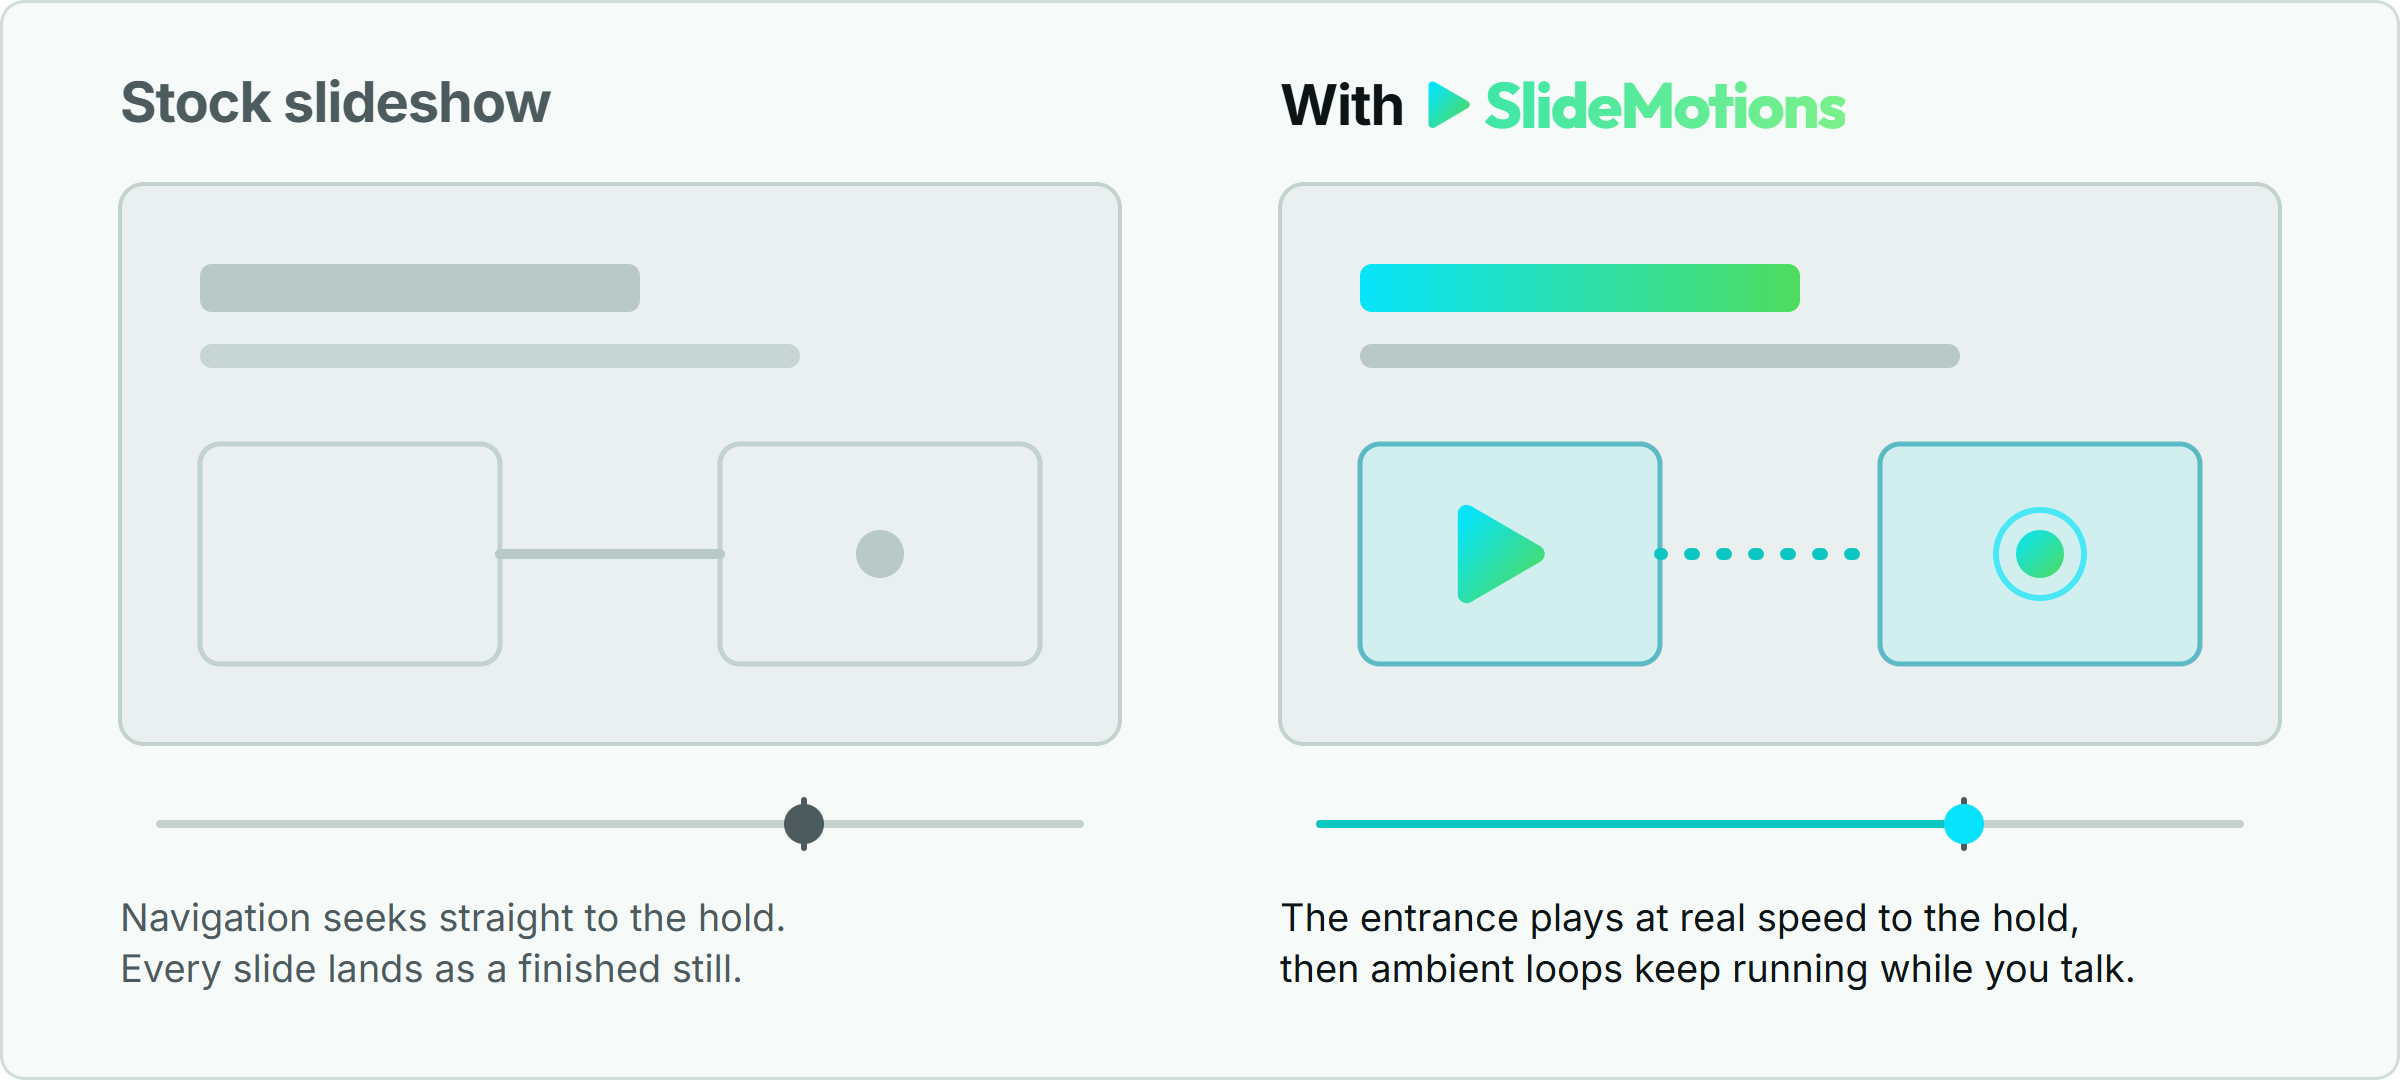 Stock slideshow
Navigation seeks straight to the hold.
Every slide lands as a finished still.
With SlideMotions
The entrance plays at real speed to the hold,
then ambient loops keep running while you talk.